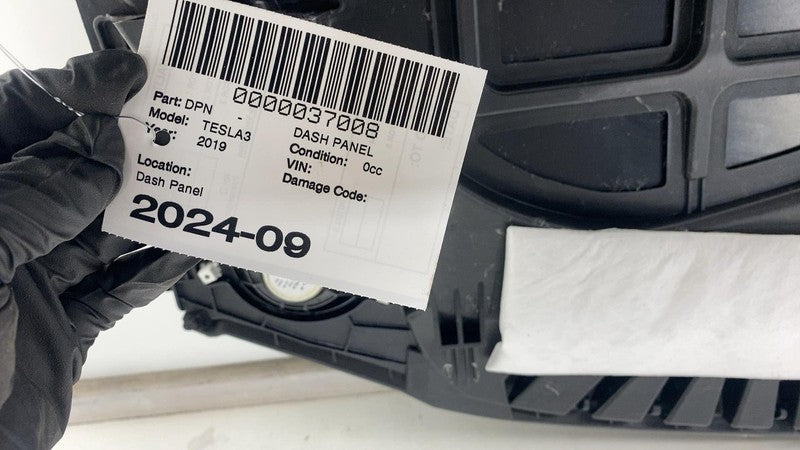 0000037008
Part: DPN - DASH PANEL
Model: TESLA3 Condition: 0cc
Year: 2019 VIN:
Damage Code:
Location:
Dash Panel
2024-09